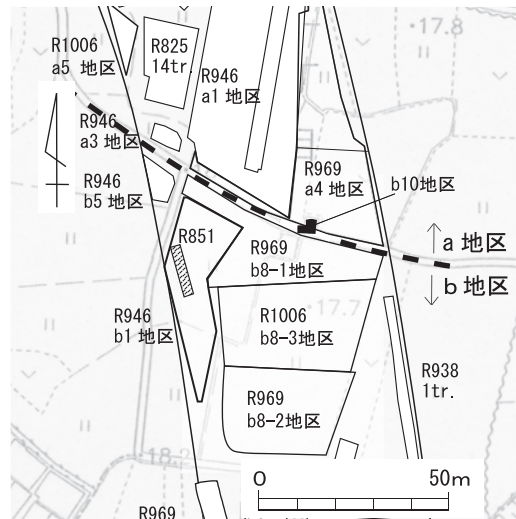 R1006
a5 地区
R825
14tr.
・17.8
R946
a1 地区
R946
a3 地区
R969
a4 地区
b10地区
R946
b5 地区
R851
R969
b8-1地区
a 地区
b 地区
17.7
R1006
b8-3地区
R946
b1 地区
R938
1tr.
R969
b8-2地区
18.2
0
50m
R969